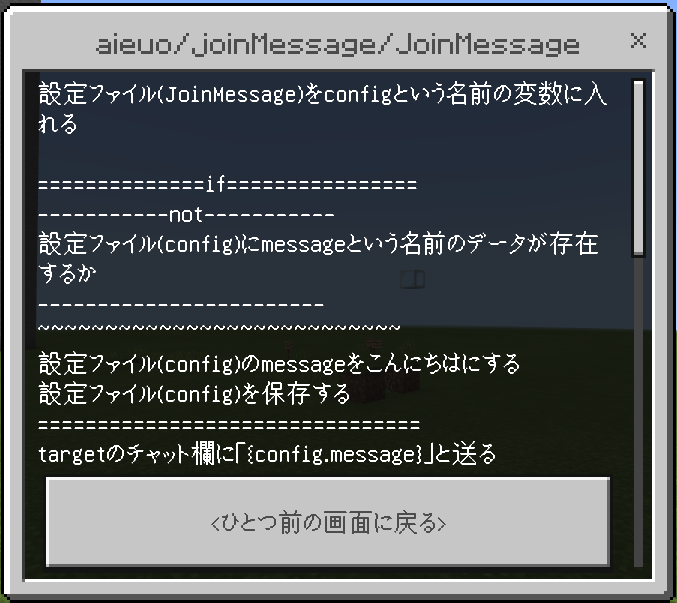 aieuo/joinMessage/JoinMessage
×
設定ファイル(JoinMessage)をconfigという名前の変数に入
れる
==============if================
-----------not-----------
設定ファイル(config)にmessageという名前のデータが存在
するか
------------------------
~~~~~~~~~~~~~~~~~~~~~~~~~~~
設定ファイル(config)のmessageをこんにちはにする
設定ファイル(config)を保存する
================================
targetのチャット欄に「{config.message}」と送る
<ひとつ前の画面に戻る>